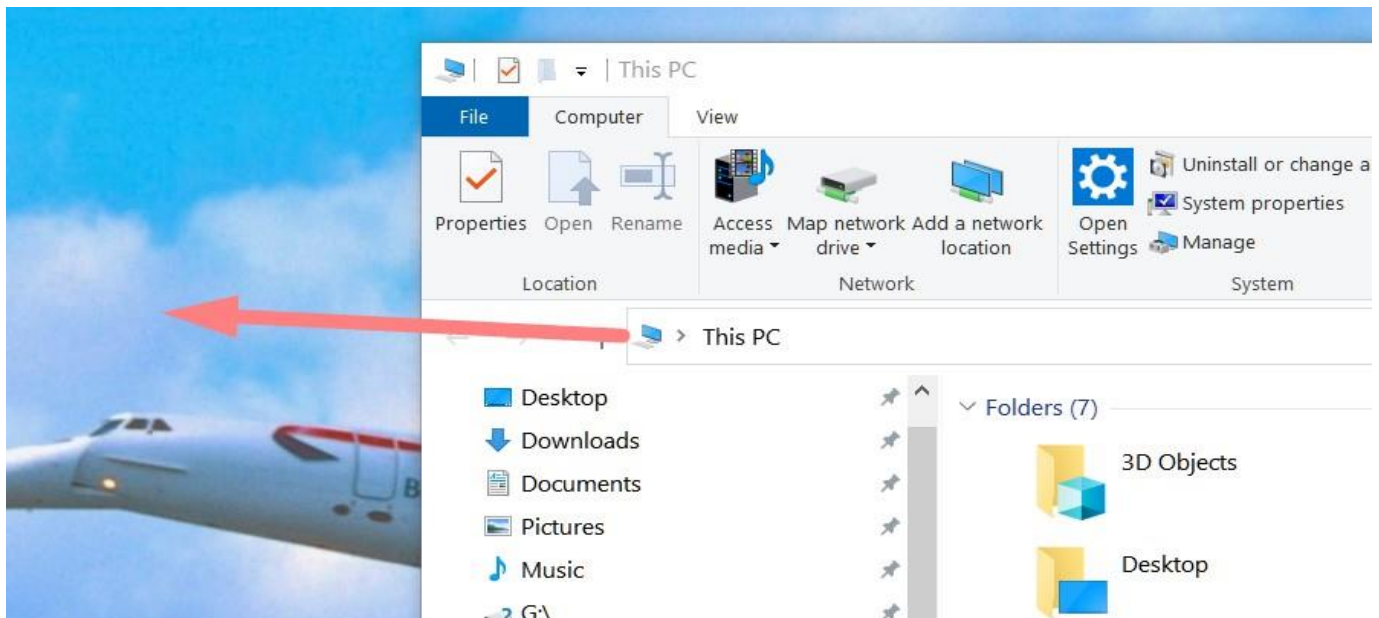 This PC
File Computer View
Properties Open Rename Access media Map network drive Add a network location Open Settings Uninstall or change a
System properties
Manage
Location Network System
This PC
Desktop
Downloads
Documents
Pictures
Music
G:\
Folders (7)
3D Objects
Desktop
B